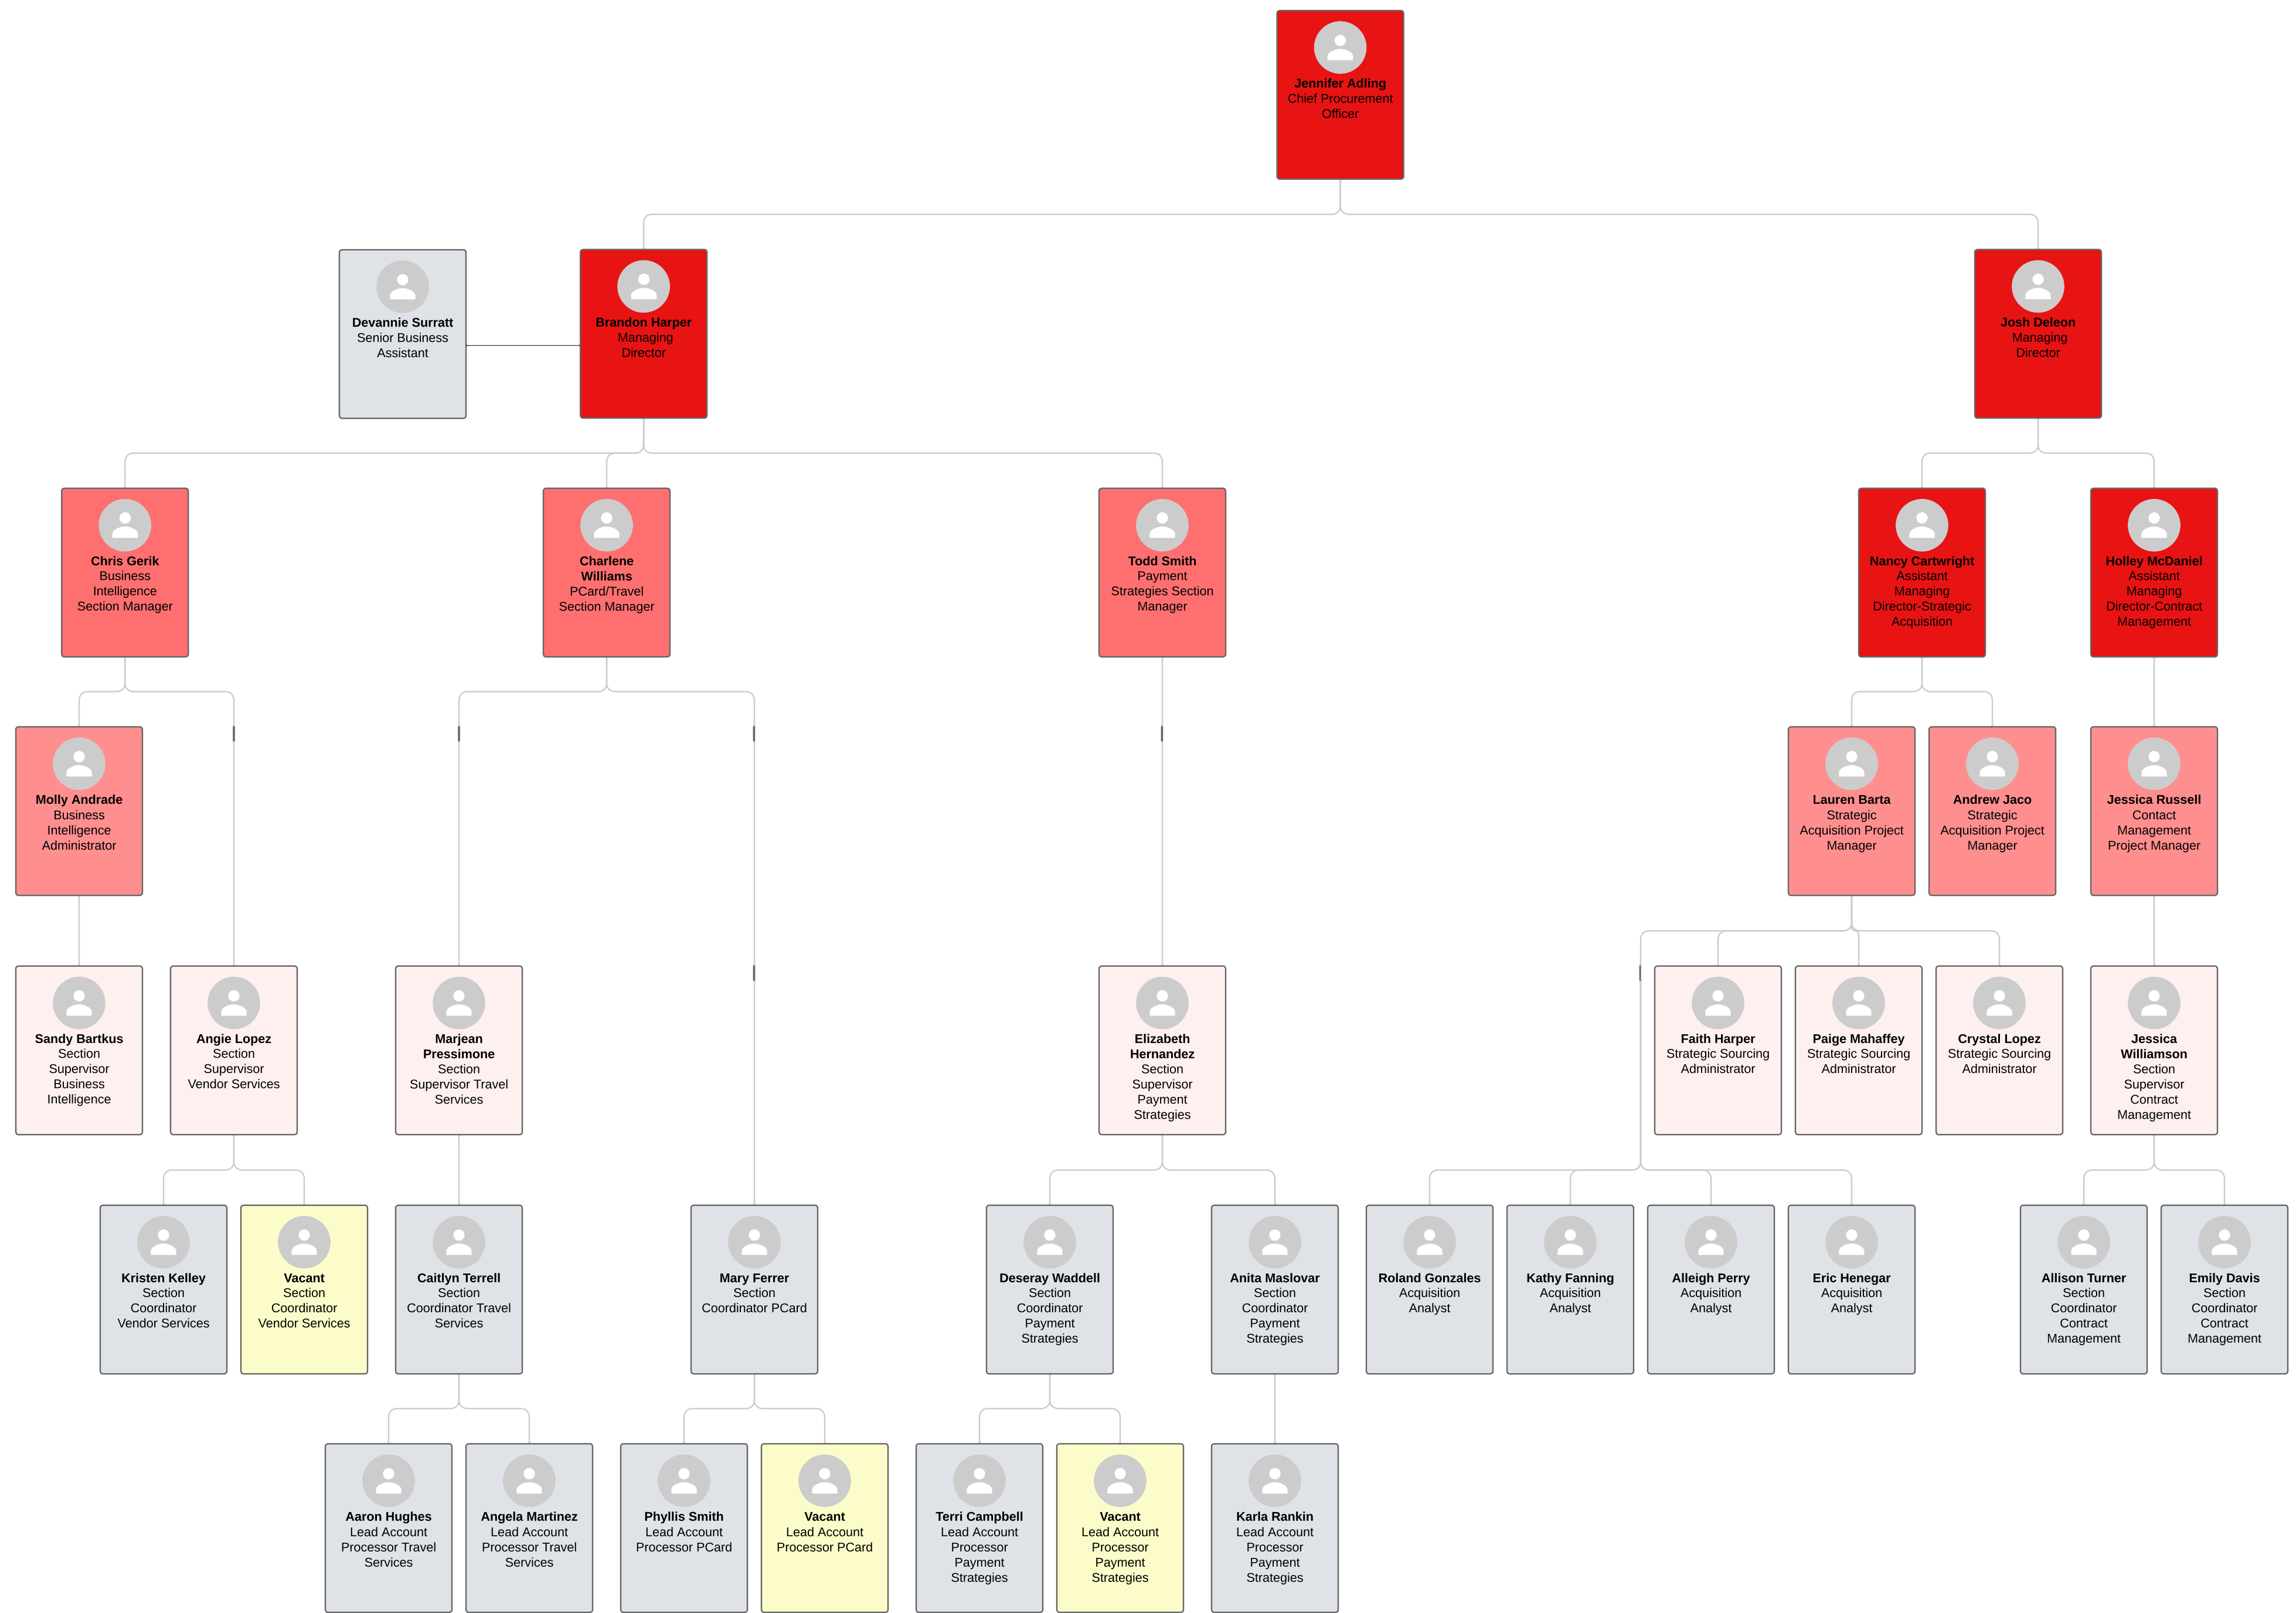 Jennifer Adling
Chief Procurement
Officer
Devannie Surratt
Senior Business
Assistant
Brandon Harper
Managing
Director
Josh Deleon
Managing
Director
Chris Gerik
Business
Intelligence
Section Manager
Charlene
Williams
PCard/Travel
Section Manager
Todd Smith
Payment
Strategies Section
Manager
Nancy Cartwright
Assistant
Managing
Director-Strategic
Acquisition
Holley McDaniel
Assistant
Managing
Director-Contract
Management
Molly Andrade
Business
Intelligence
Administrator
Lauren Barta
Strategic
Acquisition Project
Manager
Andrew Jaco
Strategic
Acquisition Project
Manager
Jessica Russell
Contact
Management
Project Manager
Sandy Bartkus
Section
Supervisor
Business
Intelligence
Angie Lopez
Section
Supervisor
Vendor Services
Marjean
Pressimone
Section
Supervisor Travel
Services
Elizabeth
Hernandez
Section
Supervisor
Payment
Strategies
Faith Harper
Strategic Sourcing
Administrator
Paige Mahaffey
Strategic Sourcing
Administrator
Crystal Lopez
Strategic Sourcing
Administrator
Jessica
Williamson
Section
Supervisor
Contract
Management
Kristen Kelley
Section
Coordinator
Vendor Services
Vacant
Section
Coordinator
Vendor Services
Caitlyn Terrell
Section
Coordinator Travel
Services
Mary Ferrer
Section
Coordinator PCard
Deseray Waddell
Section
Coordinator
Payment
Strategies
Anita Maslovar
Section
Coordinator
Payment
Strategies
Roland Gonzales
Acquisition
Analyst
Kathy Fanning
Acquisition
Analyst
Alleigh Perry
Acquisition
Analyst
Eric Henegar
Acquisition
Analyst
Allison Turner
Section
Coordinator
Contract
Management
Emily Davis
Section
Coordinator
Contract
Management
Aaron Hughes
Lead Account
Processor Travel
Services
Angela Martinez
Lead Account
Processor Travel
Services
Phyllis Smith
Lead Account
Processor PCard
Vacant
Lead Account
Processor PCard
Terri Campbell
Lead Account
Processor
Payment
Strategies
Vacant
Lead Account
Processor
Payment
Strategies
Karla Rankin
Lead Account
Processor
Payment
Strategies